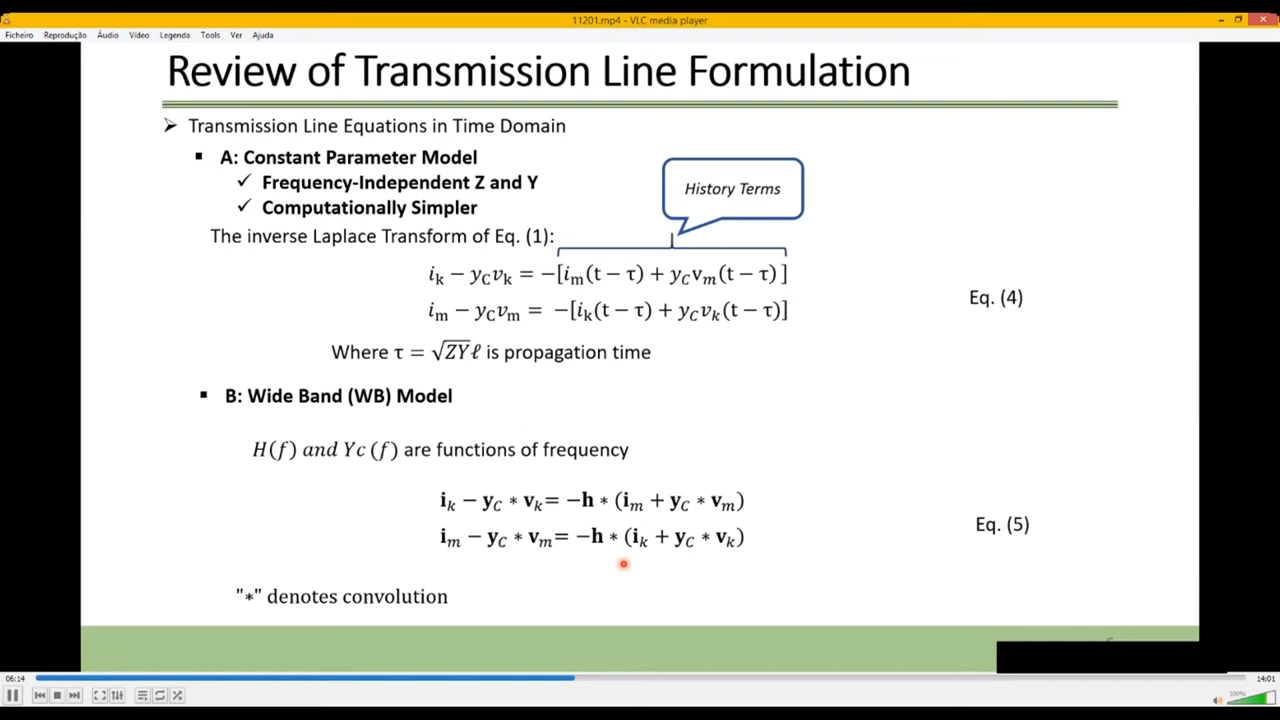 11201.mp4 - VLC media player
Ficheiro Reprodução Áudio Vídeo Legenda Tools Ver Ajuda
Review of Transmission Line Formulation
➤ Transmission Line Equations in Time Domain
▪ A: Constant Parameter Model
✓ Frequency-Independent Z and Y
✓ Computationally Simpler
History Terms
The inverse Laplace Transform of Eq. (1):
i_k − y_C v_k = −[i_m(t − τ) + y_C v_m(t − τ) ]
Eq. (4)
i_m − y_C v_m = −[i_k(t − τ) + y_C v_k(t − τ)]
Where τ = √ZY ℓ is propagation time
▪ B: Wide Band (WB) Model
H(f) and Yc (f) are functions of frequency
i_k − y_C ∗ v_k= −h ∗ (i_m + y_C ∗ v_m)
Eq. (5)
i_m − y_C ∗ v_m= −h ∗ (i_k + y_C ∗ v_k)
"∗" denotes convolution
06:14
14:01
100%